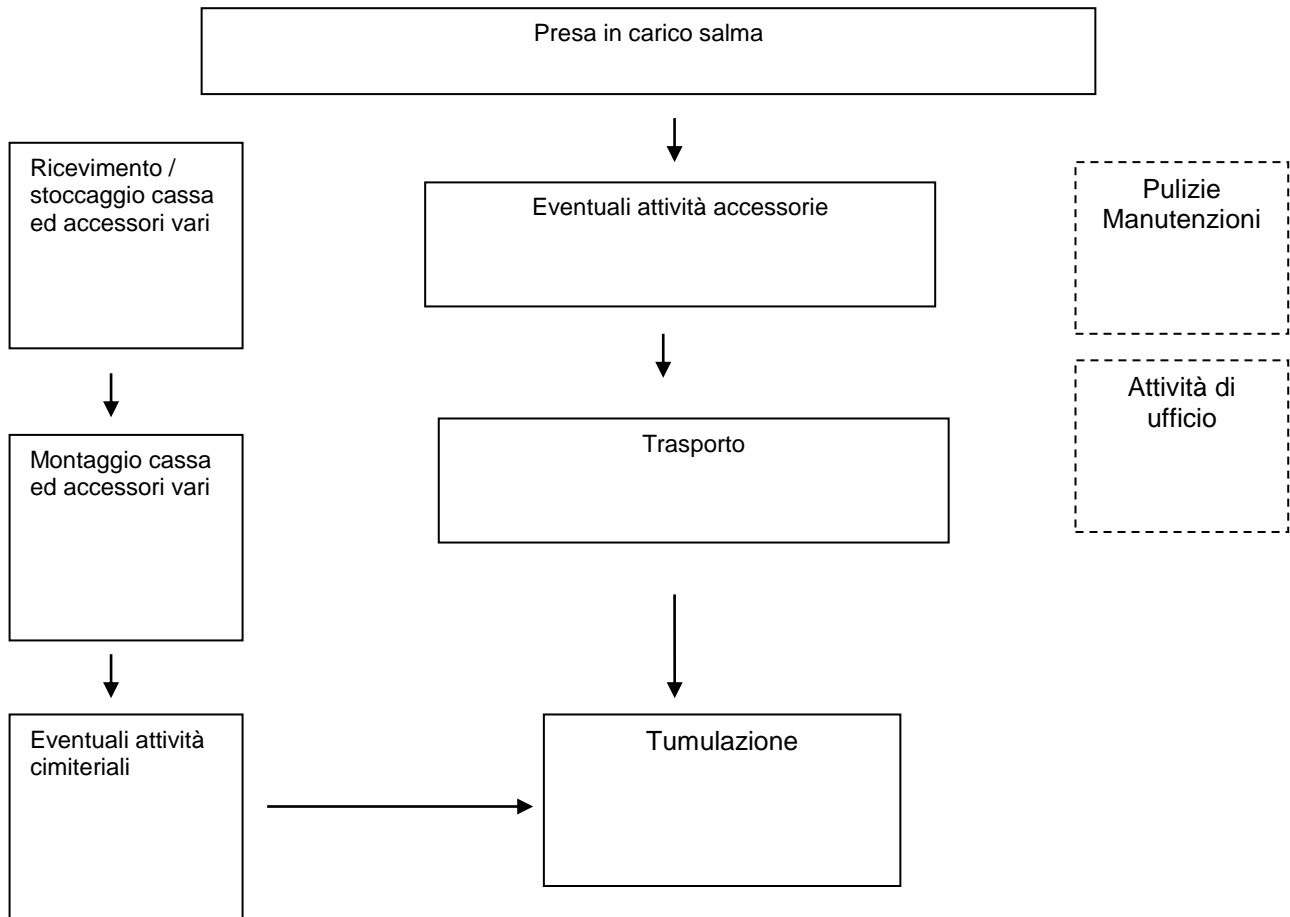 Presa in carico salma
Ricevimento /
stoccaggio cassa
ed accessori vari
Eventuali attività accessorie
Pulizie
Manutenzioni
Attività di
ufficio
Montaggio cassa
ed accessori vari
Trasporto
Eventuali attività
cimiteriali
Tumulazione